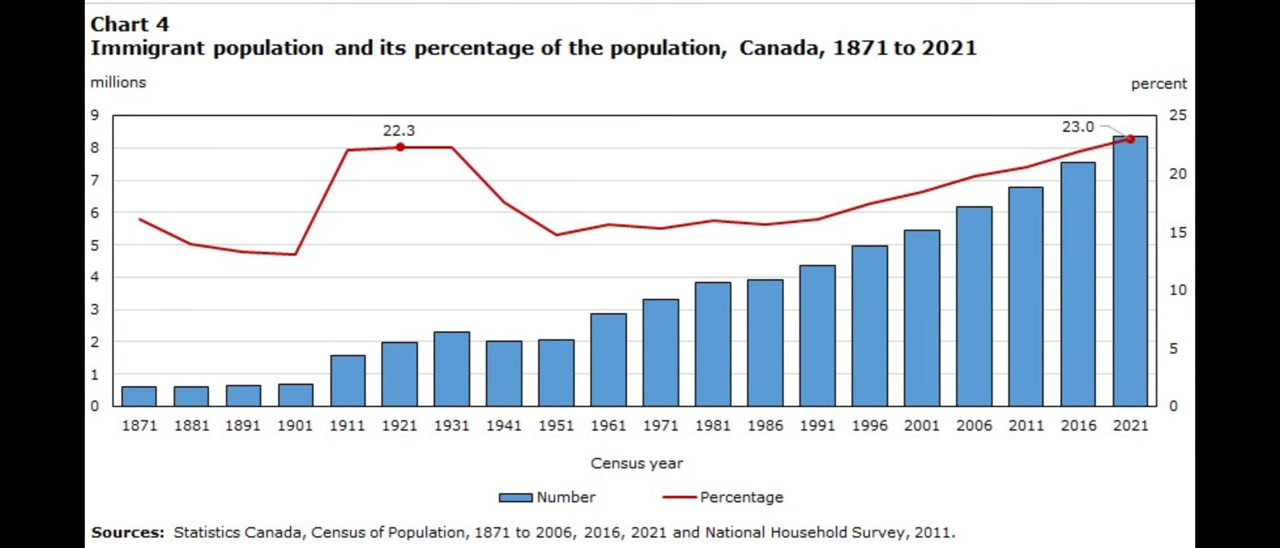 Chart 4
Immigrant population and its percentage of the population, Canada, 1871 to 2021
millions
percent
9
8
7
6
5
4
3
2
1
0
22.3
23.0
25
20
15
10
5
0
1871 1881 1891 1901 1911 1921 1931 1941 1951 1961 1971 1981 1986 1991 1996 2001 2006 2011 2016 2021
Census year
Number Percentage
Sources: Statistics Canada, Census of Population, 1871 to 2006, 2016, 2021 and National Household Survey, 2011.